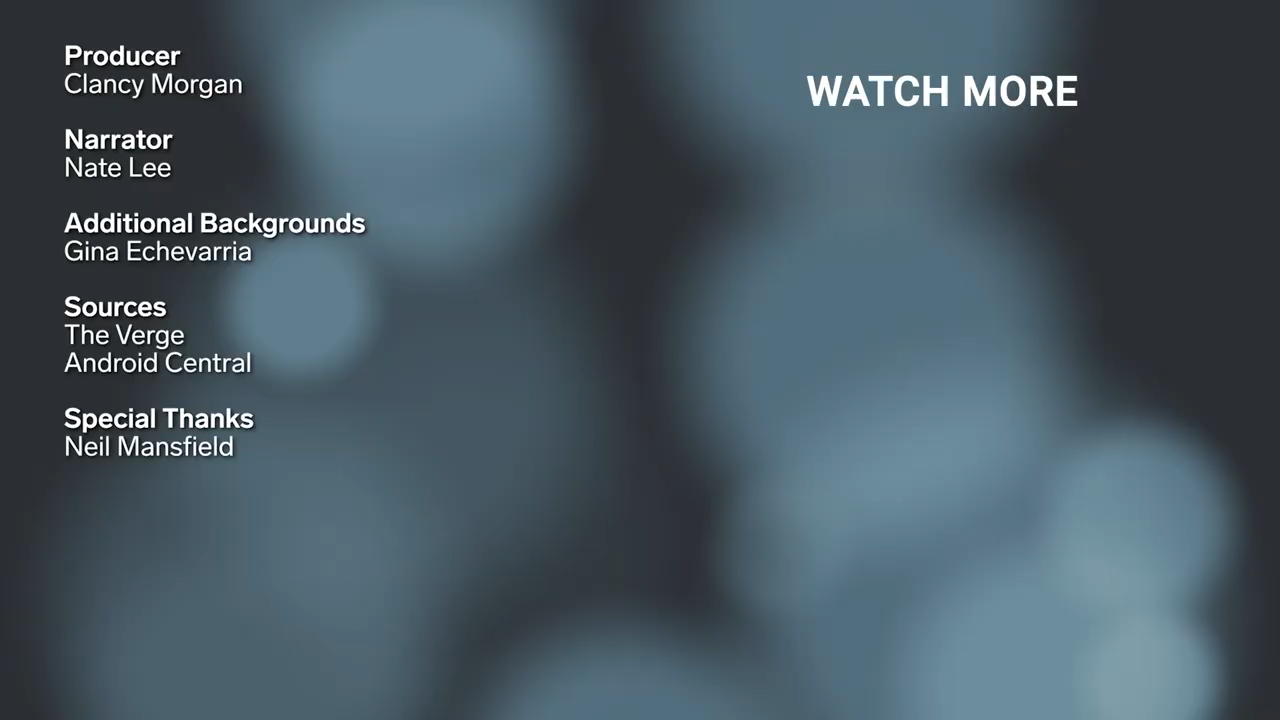 Producer
Clancy Morgan
Narrator
Nate Lee
Additional Backgrounds
Gina Echevarria
Sources
The Verge
Android Central
Special Thanks
Neil Mansfield
WATCH MORE